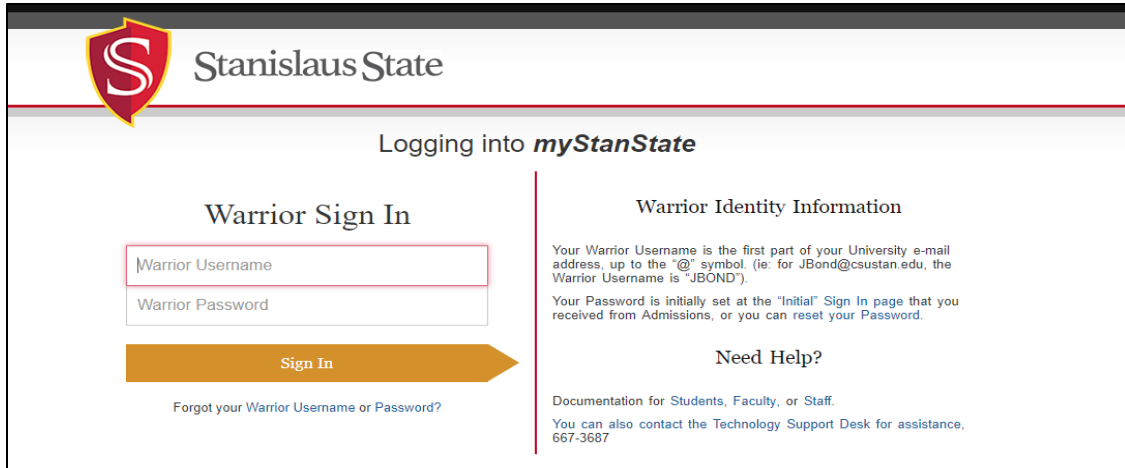 S
Stanislaus State
Logging into myStanState
Warrior Sign In
Warrior Username
Warrior Password
Sign In
Forgot your Warrior Username or Password?
Warrior Identity Information
Your Warrior Username is the first part of your University e-mail
address, up to the “@” symbol. (ie: for JBond@csustan.edu, the
Warrior Username is “JBOND”).
Your Password is initially set at the “Initial” Sign In page that you
received from Admissions, or you can reset your Password.
Need Help?
Documentation for Students, Faculty, or Staff.
You can also contact the Technology Support Desk for assistance,
667-3687